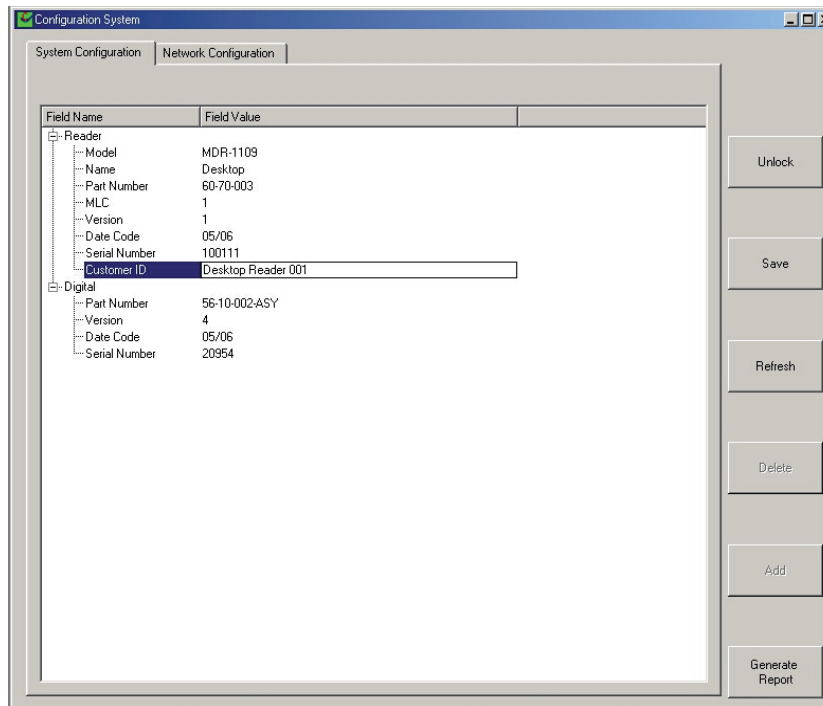 Configuration System
System Configuration Network Configuration
Field Name Field Value
Reader
Model MDR-1109
Name Desktop
Part Number 60-70-003
MLC 1
Version 1
Date Code 05/06
Serial Number 100111
Customer ID Desktop Reader 001
Digital
Part Number 56-10-002-ASY
Version 4
Date Code 05/06
Serial Number 20954
Unlock
Save
Refresh
Delete
Add
Generate
Report